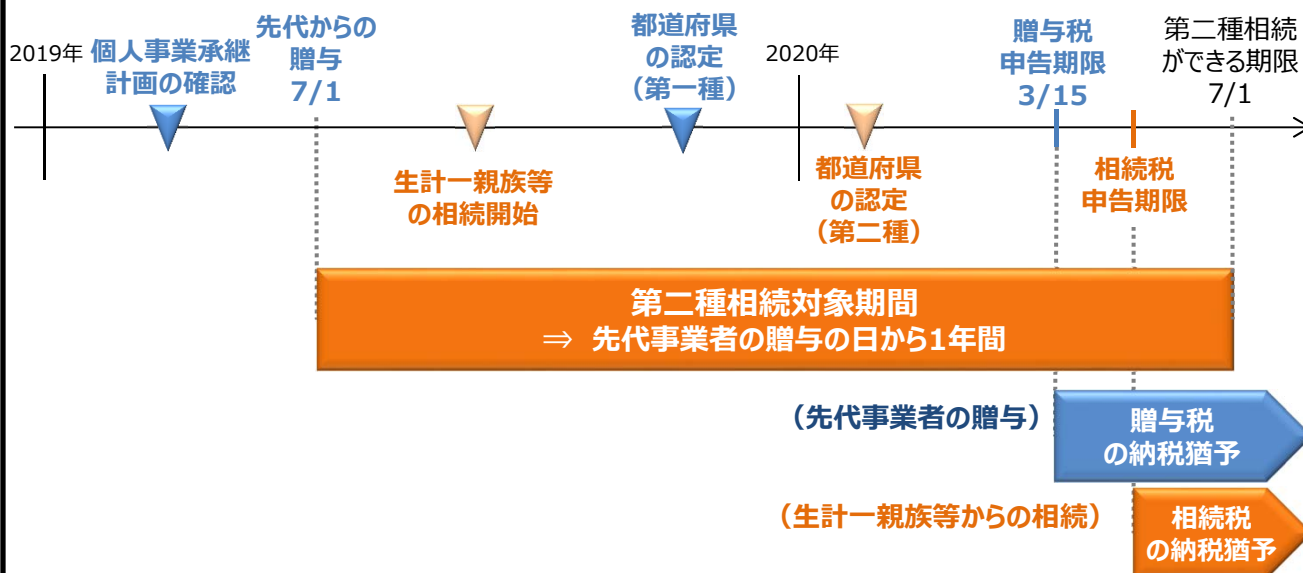 2019年
個人事業承継
計画の確認
先代からの
贈与
7/1
都道府県
の認定
（第一種）
2020年
贈与税
申告期限
3/15
第二種相続
ができる期限
7/1
生計一親族等
の相続開始
都道府県
の認定
（第二種）
相続税
申告期限
第二種相続対象期間
⇒ 先代事業者の贈与の日から1年間
（先代事業者の贈与）
贈与税
の納税猶予
（生計一親族等からの相続）
相続税
の納税猶予